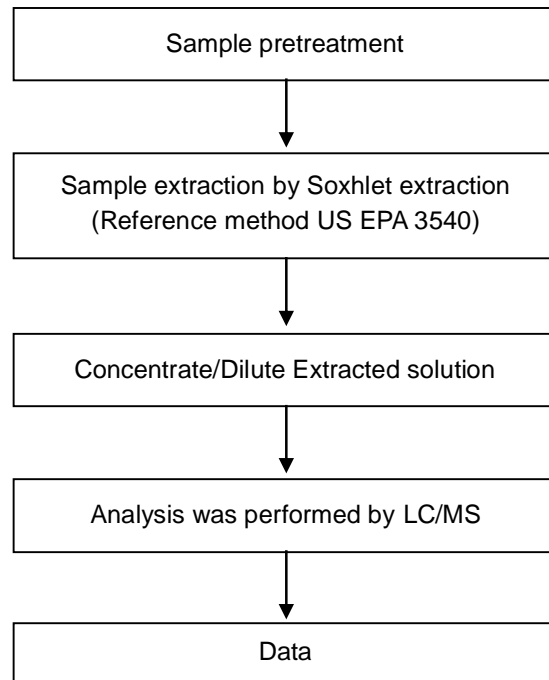 Sample pretreatment
Sample extraction by Soxhlet extraction
(Reference method US EPA 3540)
Concentrate/Dilute Extracted solution
Analysis was performed by LC/MS
Data